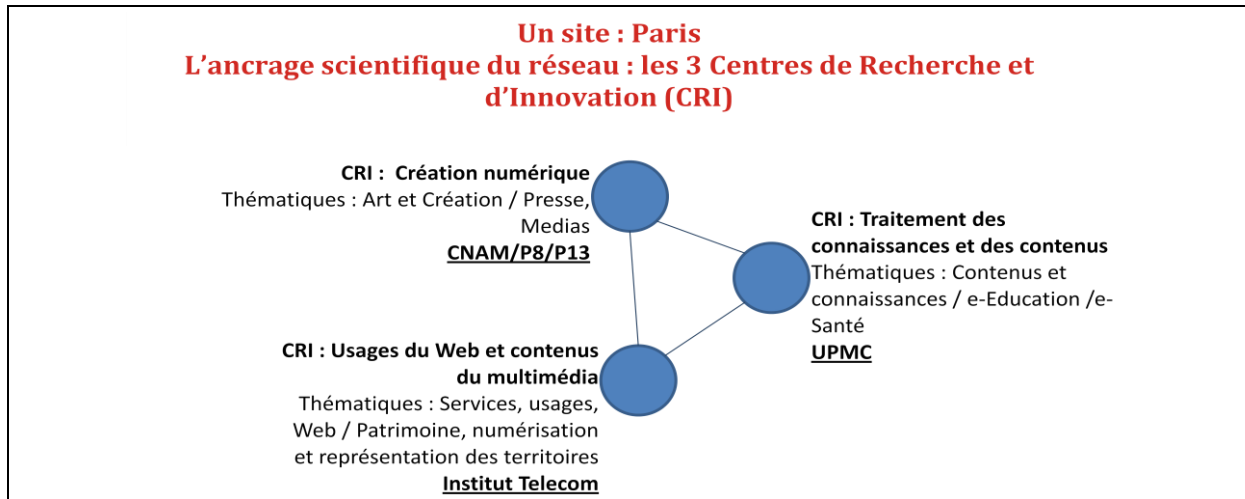 Un site : Paris
L'ancrage scientifique du réseau : les 3 Centres de Recherche et
d'Innovation (CRI)
CRI :  Création numérique
Thématiques : Art et Création / Presse,
Medias
CNAM/P8/P13
CRI : Traitement des
connaissances et des contenus
Thématiques : Contenus et
connaissances / e-Education /e-
Santé
UPMC
CRI : Usages du Web et contenus
du multimédia
Thématiques : Services, usages,
Web / Patrimoine, numérisation
et représentation des territoires
Institut Telecom